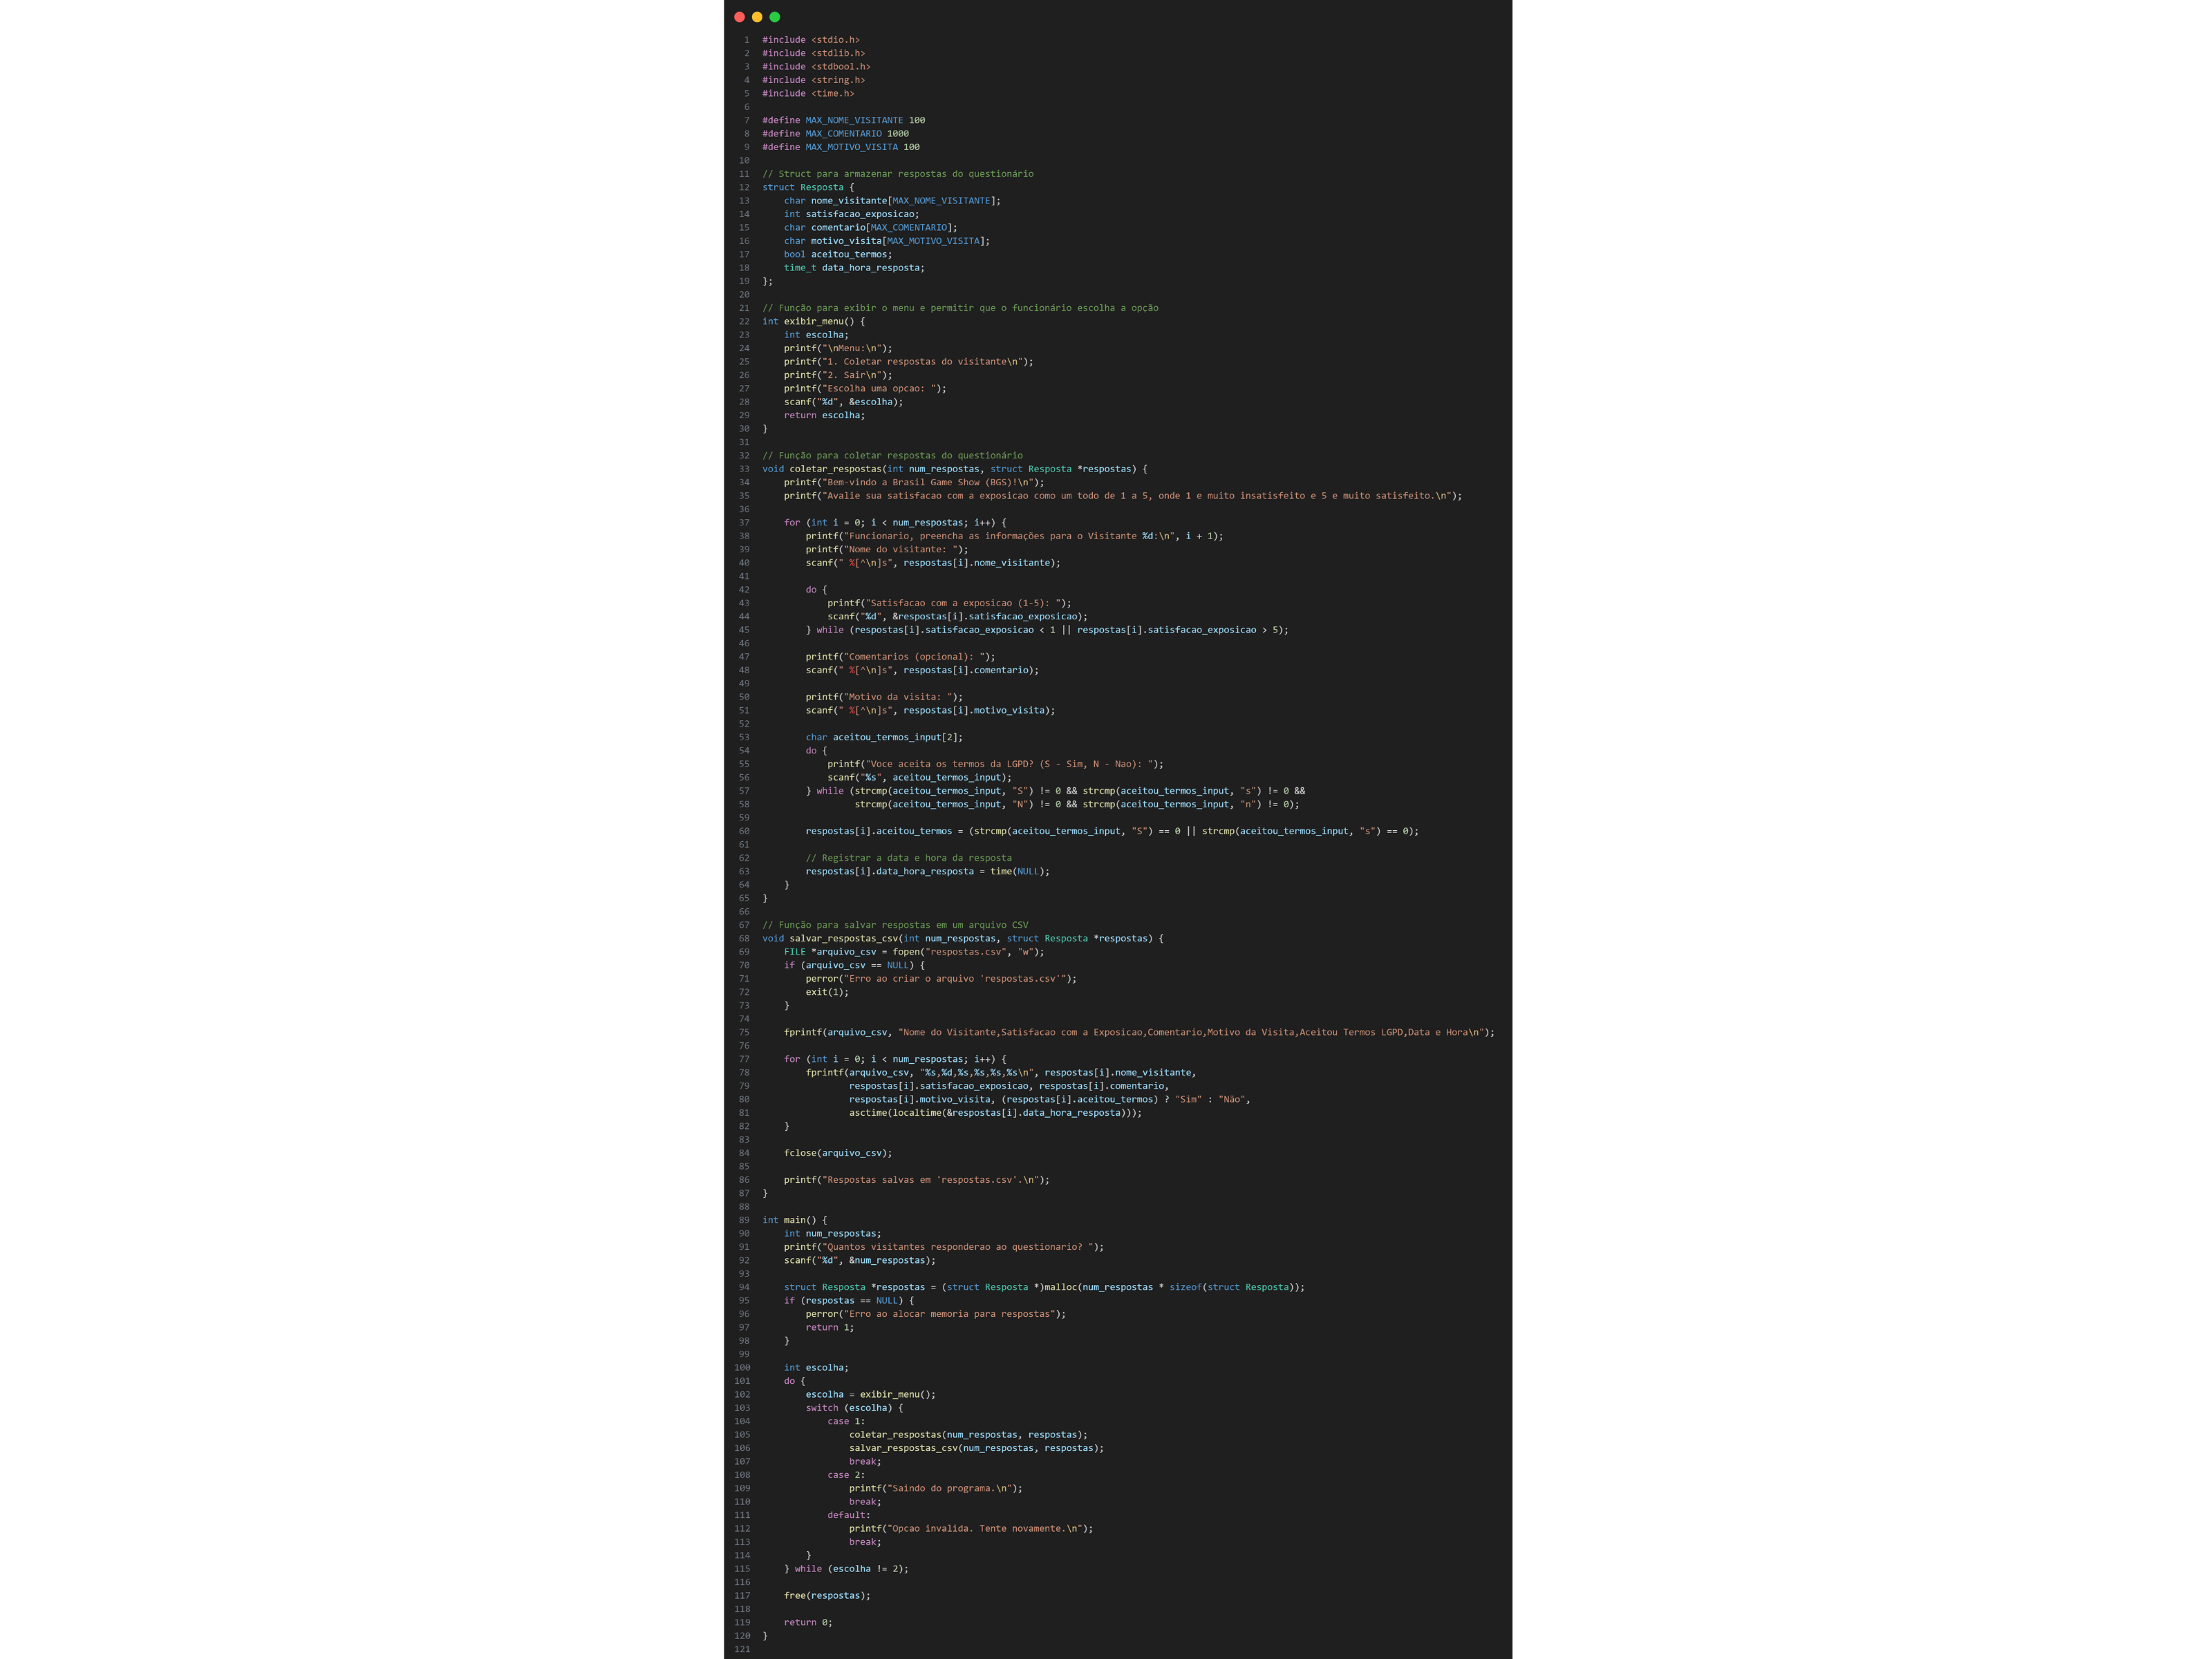 1 #include <stdio.h>
2 #include <stdlib.h>
3 #include <stdbool.h>
4 #include <string.h>
5 #include <time.h>
6
7 #define MAX_NOME_VISITANTE 100
8 #define MAX_COMENTARIO 1000
9 #define MAX_MOTIVO_VISITA 100
10
11 // Struct para armazenar respostas do questionário
12 struct Resposta {
13     char nome_visitante[MAX_NOME_VISITANTE];
14     int satisfacao_exposicao;
15     char comentario[MAX_COMENTARIO];
16     char motivo_visita[MAX_MOTIVO_VISITA];
17     bool aceitou_termos;
18     time_t data_hora_resposta;
19 };
20
21 // Função para exibir o menu e permitir que o funcionário escolha a opção
22 int exibir_menu() {
23     int escolha;
24     printf("\nMenu:\n");
25     printf("1. Coletar respostas do visitante\n");
26     printf("2. Sair\n");
27     printf("Escolha uma opcao: ");
28     scanf("%d", &escolha);
29     return escolha;
30 }
31
32 // Função para coletar respostas do questionário
33 void coletar_respostas(int num_respostas, struct Resposta *respostas) {
34     printf("Bem-vindo a Brasil Game Show (BGS)!\n");
35     printf("Avalie sua satisfacao com a exposicao como um todo de 1 a 5, onde 1 e muito insatisfeito e 5 e muito satisfeito.\n");
36
37     for (int i = 0; i < num_respostas; i++) {
38         printf("Funcionario, preencha as informações para o Visitante %d:\n", i + 1);
39         printf("Nome do visitante: ");
40         scanf(" %[^\n]s", respostas[i].nome_visitante);
41
42         do {
43             printf("Satisfacao com a exposicao (1-5): ");
44             scanf("%d", &respostas[i].satisfacao_exposicao);
45         } while (respostas[i].satisfacao_exposicao < 1 || respostas[i].satisfacao_exposicao > 5);
46
47         printf("Comentarios (opcional): ");
48         scanf(" %[^\n]s", respostas[i].comentario);
49
50         printf("Motivo da visita: ");
51         scanf(" %[^\n]s", respostas[i].motivo_visita);
52
53         char aceitou_termos_input[2];
54         do {
55             printf("Voce aceita os termos da LGPD? (S - Sim, N - Nao): ");
56             scanf("%s", aceitou_termos_input);
57         } while (strcmp(aceitou_termos_input, "S") != 0 && strcmp(aceitou_termos_input, "s") != 0 &&
58                  strcmp(aceitou_termos_input, "N") != 0 && strcmp(aceitou_termos_input, "n") != 0);
59
60         respostas[i].aceitou_termos = (strcmp(aceitou_termos_input, "S") == 0 || strcmp(aceitou_termos_input, "s") == 0);
61
62         // Registrar a data e hora da resposta
63         respostas[i].data_hora_resposta = time(NULL);
64     }
65 }
66
67 // Função para salvar respostas em um arquivo CSV
68 void salvar_respostas_csv(int num_respostas, struct Resposta *respostas) {
69     FILE *arquivo_csv = fopen("respostas.csv", "w");
70     if (arquivo_csv == NULL) {
71         perror("Erro ao criar o arquivo 'respostas.csv'");
72         exit(1);
73     }
74
75     fprintf(arquivo_csv, "Nome do Visitante,Satisfacao com a Exposicao,Comentario,Motivo da Visita,Aceitou Termos LGPD,Data e Hora\n");
76
77     for (int i = 0; i < num_respostas; i++) {
78         fprintf(arquivo_csv, "%s,%d,%s,%s,%s,%s\n", respostas[i].nome_visitante,
79                 respostas[i].satisfacao_exposicao, respostas[i].comentario,
80                 respostas[i].motivo_visita, (respostas[i].aceitou_termos) ? "Sim" : "Não",
81                 asctime(localtime(&respostas[i].data_hora_resposta)));
82     }
83
84     fclose(arquivo_csv);
85
86     printf("Respostas salvas em 'respostas.csv'.\n");
87 }
88
89 int main() {
90     int num_respostas;
91     printf("Quantos visitantes responderao ao questionario? ");
92     scanf("%d", &num_respostas);
93
94     struct Resposta *respostas = (struct Resposta *)malloc(num_respostas * sizeof(struct Resposta));
95     if (respostas == NULL) {
96         perror("Erro ao alocar memoria para respostas");
97         return 1;
98     }
99
100     int escolha;
101     do {
102         escolha = exibir_menu();
103         switch (escolha) {
104             case 1:
105                 coletar_respostas(num_respostas, respostas);
106                 salvar_respostas_csv(num_respostas, respostas);
107                 break;
108             case 2:
109                 printf("Saindo do programa.\n");
110                 break;
111             default:
112                 printf("Opcao invalida. Tente novamente.\n");
113                 break;
114         }
115     } while (escolha != 2);
116
117     free(respostas);
118
119     return 0;
120 }
121